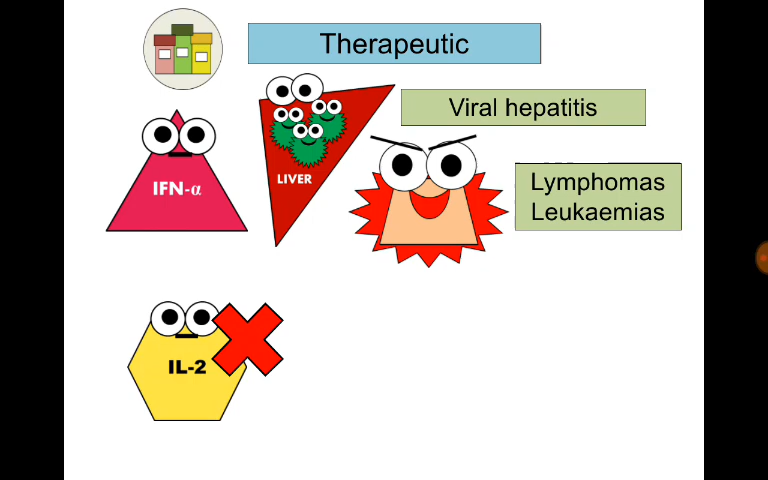 Therapeutic
Viral hepatitis
LIVER
IFN-α
Lymphomas
Leukaemias
IL-2